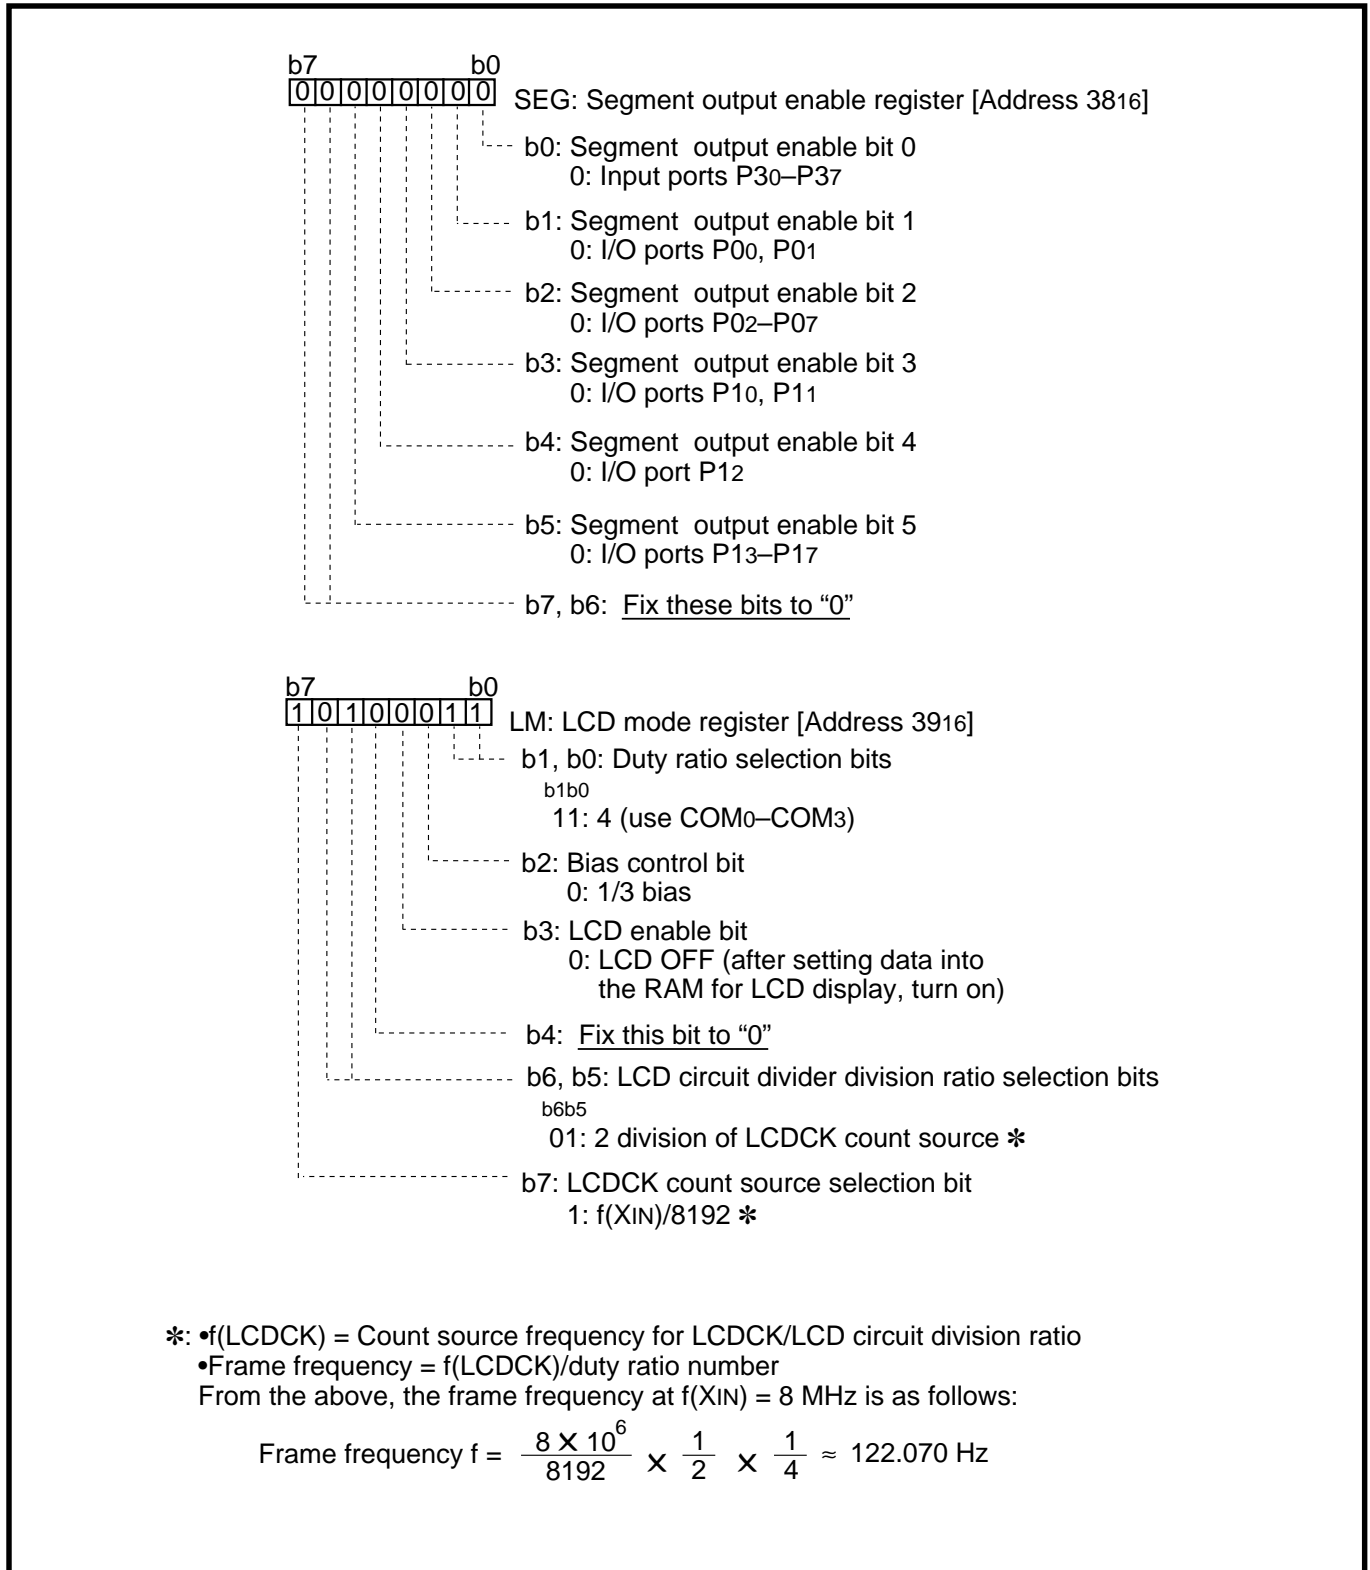 b7 b0
0 0 0 0 0 0 0 0 SEG: Segment output enable register [Address 3816]
b0: Segment output enable bit 0
0: Input ports P30–P37
b1: Segment output enable bit 1
0: I/O ports P00, P01
b2: Segment output enable bit 2
0: I/O ports P02–P07
b3: Segment output enable bit 3
0: I/O ports P10, P11
b4: Segment output enable bit 4
0: I/O port P12
b5: Segment output enable bit 5
0: I/O ports P13–P17
b7, b6: Fix these bits to “0”
b7 b0
1 0 1 0 0 0 1 1 LM: LCD mode register [Address 3916]
b1, b0: Duty ratio selection bits
b1b0
11: 4 (use COM0–COM3)
b2: Bias control bit
0: 1/3 bias
b3: LCD enable bit
0: LCD OFF (after setting data into
the RAM for LCD display, turn on)
b4: Fix this bit to “0”
b6, b5: LCD circuit divider division ratio selection bits
b6b5
01: 2 division of LCDCK count source ✽
b7: LCDCK count source selection bit
1: f(XIN)/8192 ✽
✽: •f(LCDCK) = Count source frequency for LCDCK/LCD circuit division ratio
•Frame frequency = f(LCDCK)/duty ratio number
From the above, the frame frequency at f(XIN) = 8 MHz is as follows:
Frame frequency f = 8 × 10^6 / 8192 × 1/2 × 1/4 ≈ 122.070 Hz